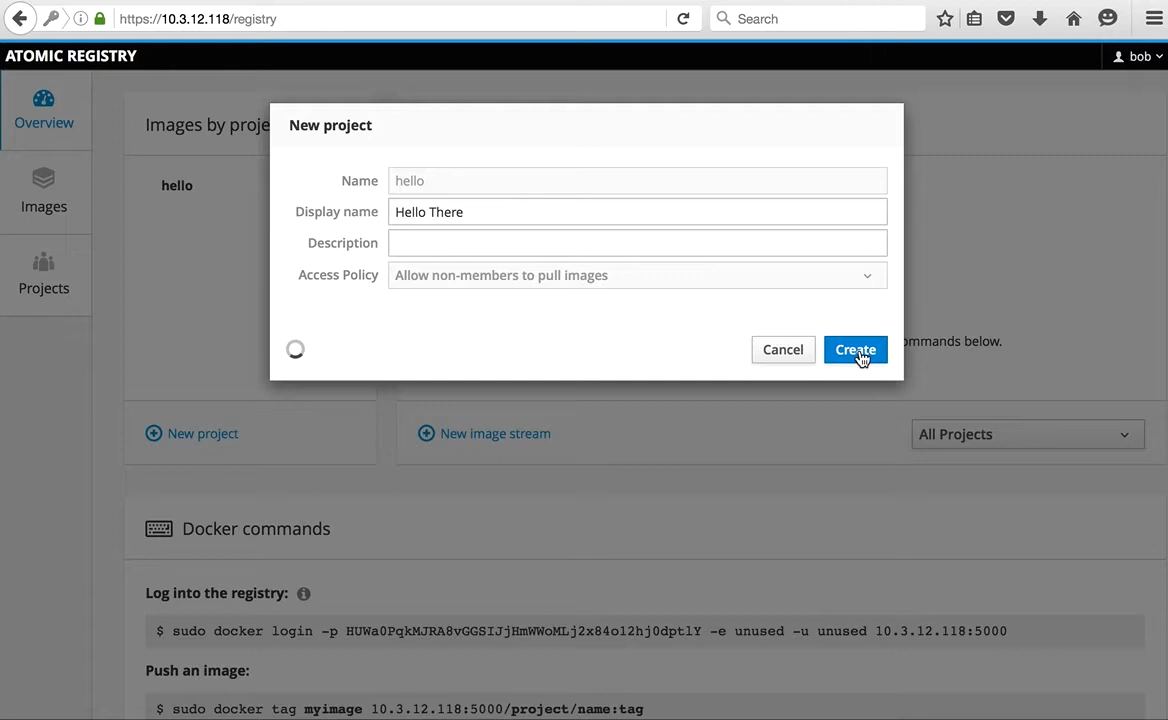 https://10.3.12.118/registry
Search
ATOMIC REGISTRY
bob
Overview
Images
Projects
Images by proje
hello
New project
Name
hello
Display name
Hello There
Description
Access Policy
Allow non-members to pull images
Cancel
Create
ommands below.
New project
New image stream
All Projects
Docker commands
Log into the registry:
$ sudo docker login -p HUWa0PqkMJRA8vGGSIJjHmWWoMLj2x84o12hj0dptlY -e unused -u unused 10.3.12.118:5000
Push an image:
$ sudo docker tag myimage 10.3.12.118:5000/project/name:tag